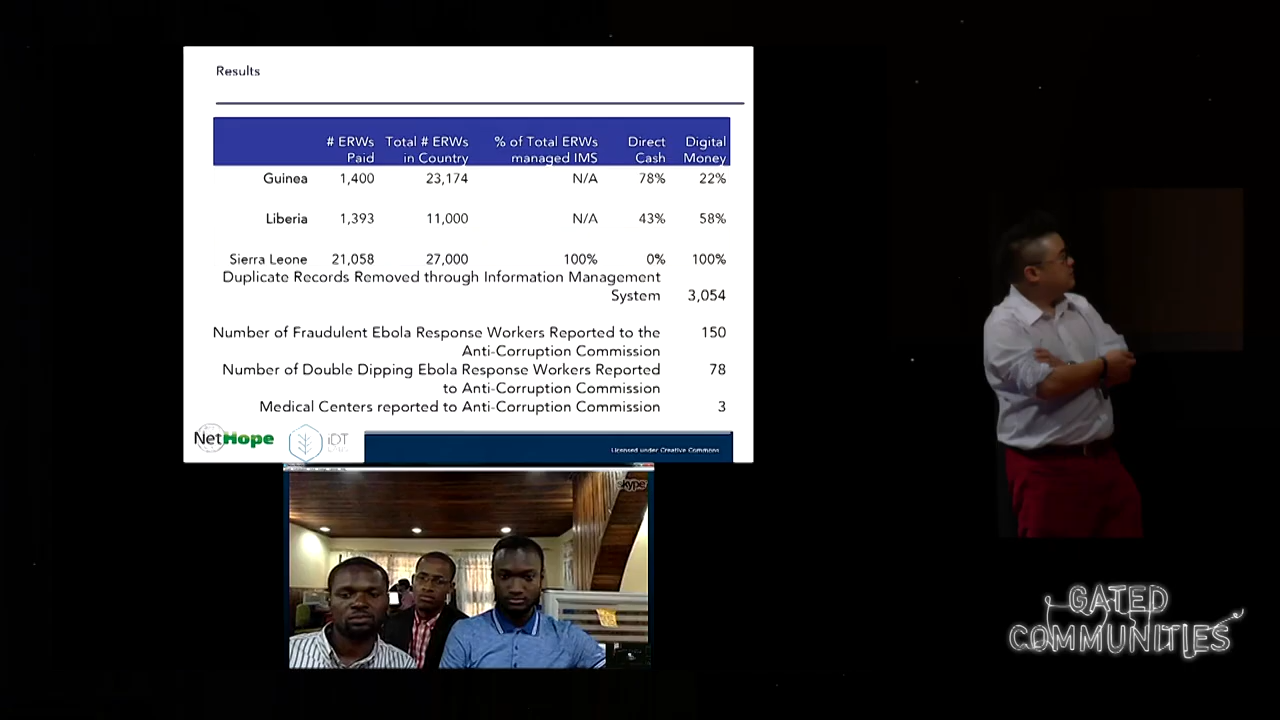 Results
# ERWs Total # ERWs % of Total ERWs Direct Digital
Paid in Country managed IMS Cash Money
Guinea 1,400 23,174 N/A 78% 22%
Liberia 1,393 11,000 N/A 43% 58%
Sierra Leone 21,058 27,000 100% 0% 100%
Duplicate Records Removed through Information Management
System 3,054
Number of Fraudulent Ebola Response Workers Reported to the 150
Anti-Corruption Commission
Number of Double Dipping Ebola Response Workers Reported 78
to Anti-Corruption Commission
Medical Centers reported to Anti-Corruption Commission 3
NetHope
iDT
Licensed under Creative Commons
skype
GATED
COMMUNITIES